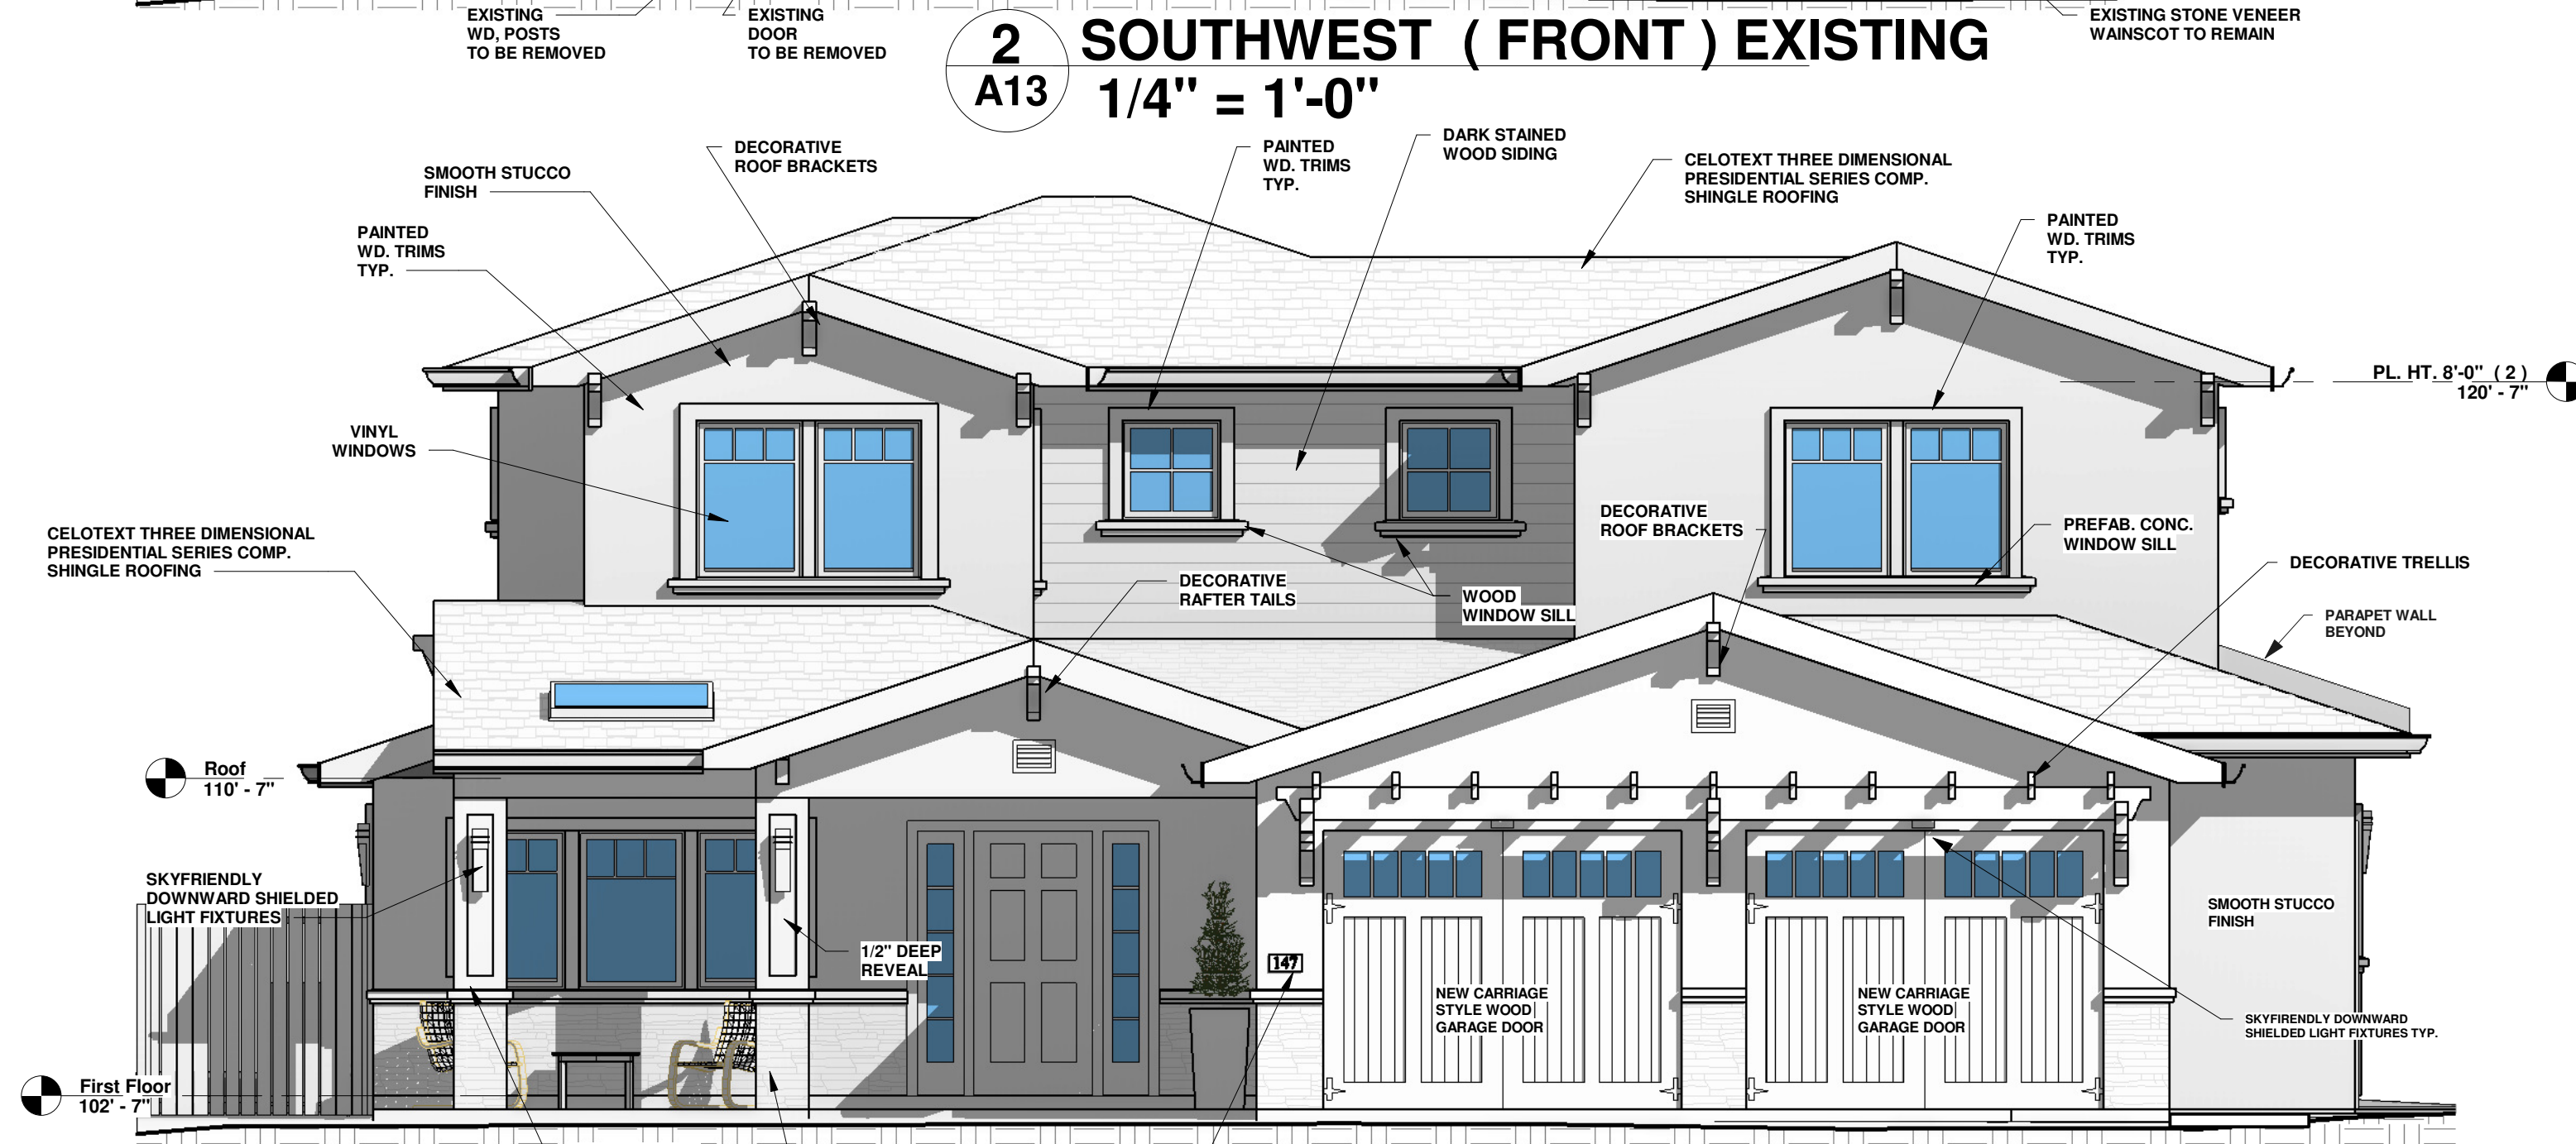 EXISTING
WD, POSTS
TO BE REMOVED
EXISTING
DOOR
TO BE REMOVED
2
A13
SOUTHWEST ( FRONT ) EXISTING
1/4" = 1'-0"
EXISTING STONE VENEER
WAINSCOT TO REMAIN
DECORATIVE
ROOF BRACKETS
SMOOTH STUCCO
FINISH
PAINTED
WD. TRIMS
TYP.
PAINTED
WD. TRIMS
TYP.
DARK STAINED
WOOD SIDING
CELOTEXT THREE DIMENSIONAL
PRESIDENTIAL SERIES COMP.
SHINGLE ROOFING
PAINTED
WD. TRIMS
TYP.
PL. HT. 8'-0" ( 2 )
120' - 7"
VINYL
WINDOWS
CELOTEXT THREE DIMENSIONAL
PRESIDENTIAL SERIES COMP.
SHINGLE ROOFING
DECORATIVE
RAFTER TAILS
WOOD
WINDOW SILL
DECORATIVE
ROOF BRACKETS
PREFAB. CONC.
WINDOW SILL
DECORATIVE TRELLIS
PARAPET WALL
BEYOND
Roof
110' - 7"
SKYFRIENDLY
DOWNWARD SHIELDED
LIGHT FIXTURES
1/2" DEEP
REVEAL
147
NEW CARRIAGE
STYLE WOOD
GARAGE DOOR
NEW CARRIAGE
STYLE WOOD
GARAGE DOOR
SMOOTH STUCCO
FINISH
SKYFIRENDLY DOWNWARD
SHIELDED LIGHT FIXTURES TYP.
First Floor
102' - 7"